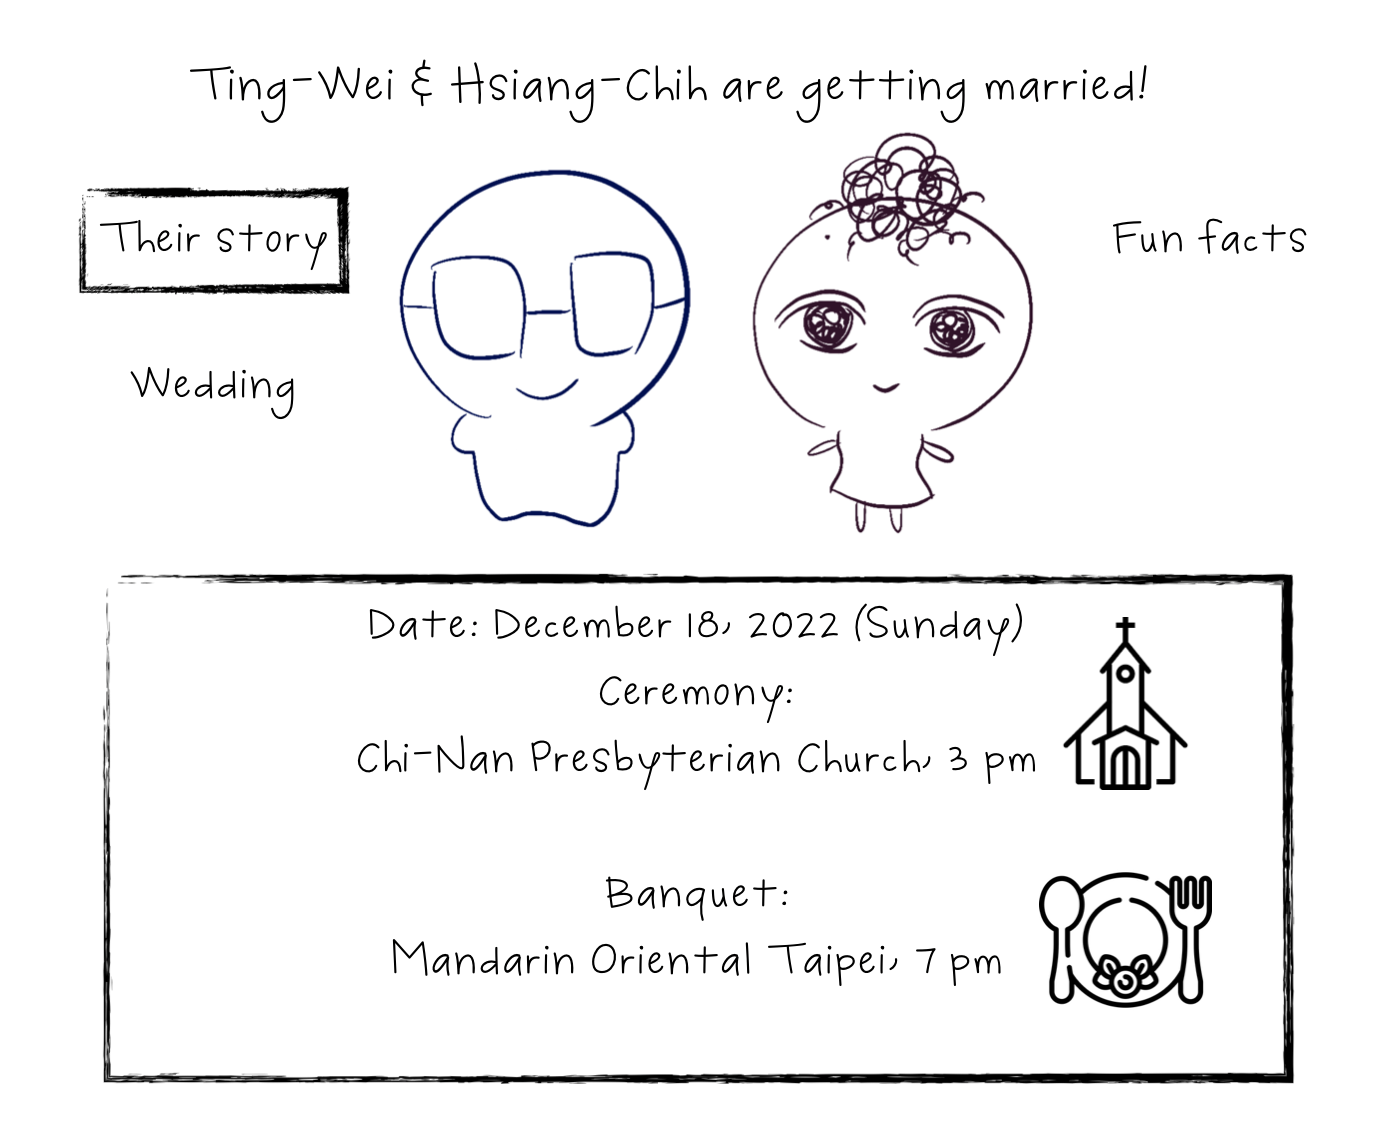 Ting-Wei & Hsiang-Chih are getting married!
Their story
Fun facts
Wedding
Date: December 18, 2022 (Sunday)
Ceremony:
Chi-Nan Presbyterian Church, 3 pm
Banquet:
Mandarin Oriental Taipei, 7 pm